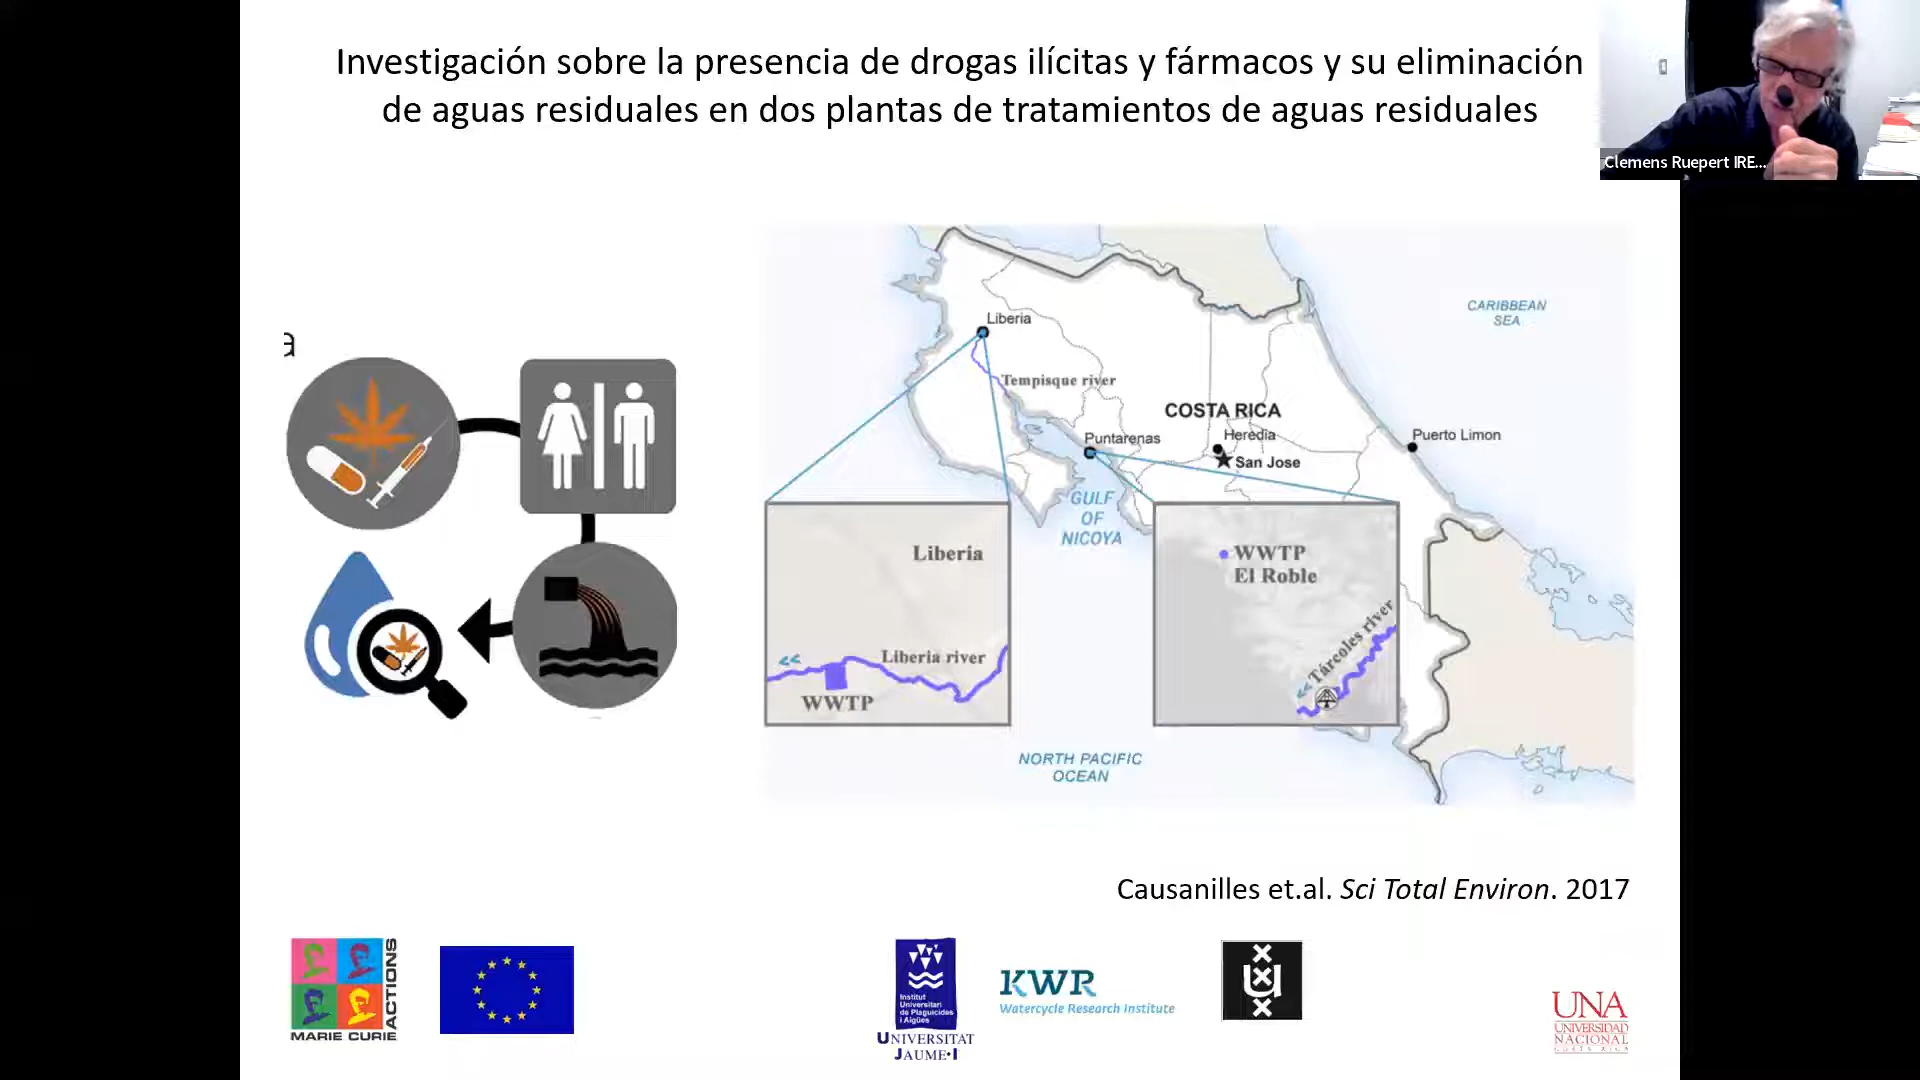 Investigación sobre la presencia de drogas ilícitas y fármacos y su eliminación
de aguas residuales en dos plantas de tratamientos de aguas residuales
Clemens Ruepert IRE...
a
Liberia
Tempisque river
COSTA RICA
Heredia
San Jose
Puntarenas
Puerto Limon
CARIBBEAN
SEA
GULF
OF
NICOYA
Liberia
Liberia river
<<
WWTP
WWTP
El Roble
Tárcoles river
<<
NORTH PACIFIC
OCEAN
Causanilles et.al. Sci Total Environ. 2017
MARIE CURIE
ACTIONS
Institut
Universitari
de Plaguicides
i Aigües
UNIVERSITAT
JAUME·I
KWR
Watercycle Research Institute
UNA
UNIVERSIDAD
NACIONAL
COSTA RICA